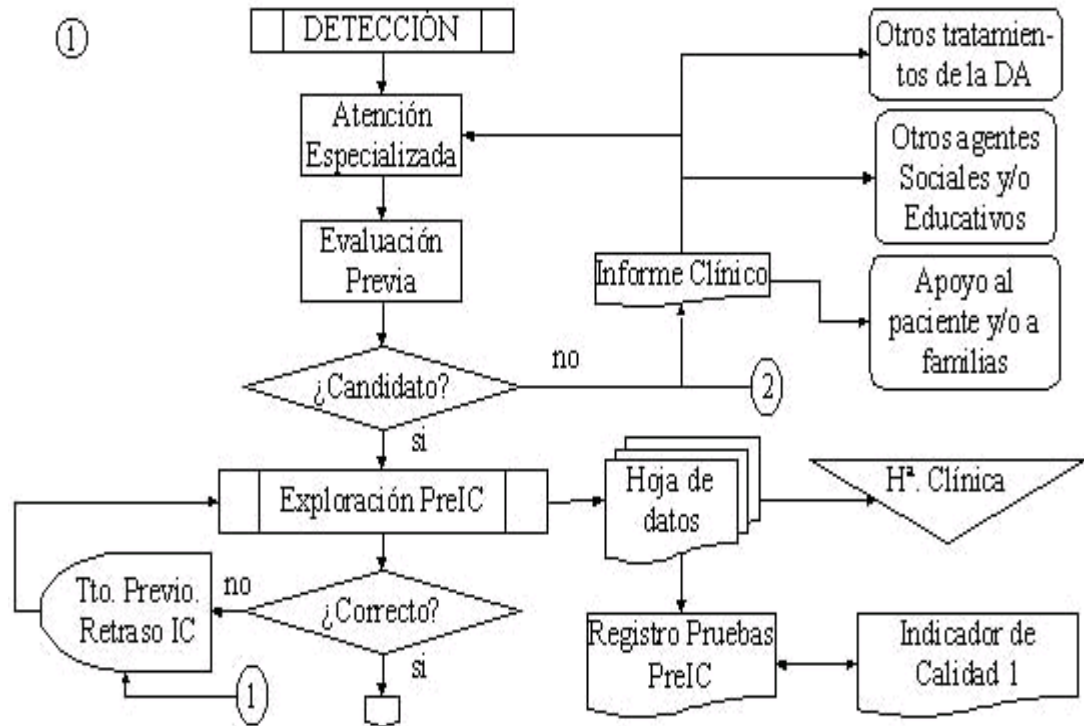 1
DETECCIÓN
Atención
Especializada
Evaluación
Previa
¿Candidato?
no
si
Informe Clínico
2
Otros tratamien-
tos de la DA
Otros agentes
Sociales y/o
Educativos
Apoyo al
paciente y/o a
familias
Exploración PreIC
Hoja de
datos
Hª. Clínica
Tto. Previo.
Retraso IC
no
¿Correcto?
si
1
Registro Pruebas
PreIC
Indicador de
Calidad 1